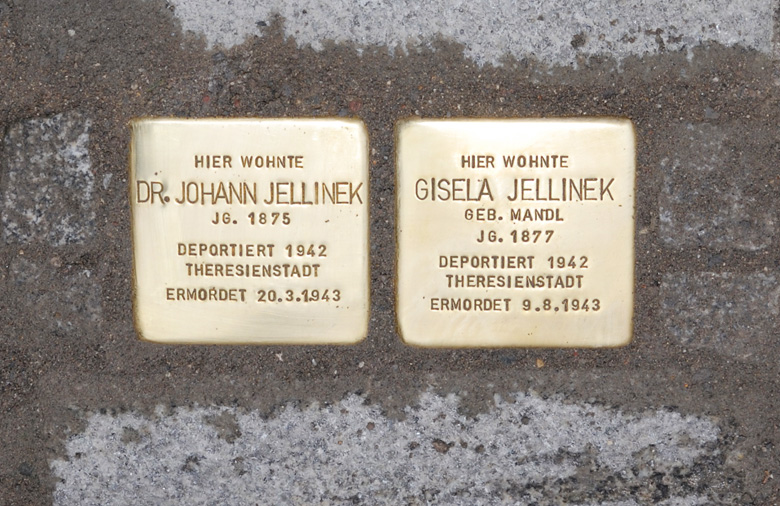 HIER WOHNTE
DR. JOHANN JELLINEK
JG. 1875
DEPORTIERT 1942
THERESIENSTADT
ERMORDET 20.3.1943
HIER WOHNTE
GISELA JELLINEK
GEB. MANDL
JG. 1877
DEPORTIERT 1942
THERESIENSTADT
ERMORDET 9.8.1943